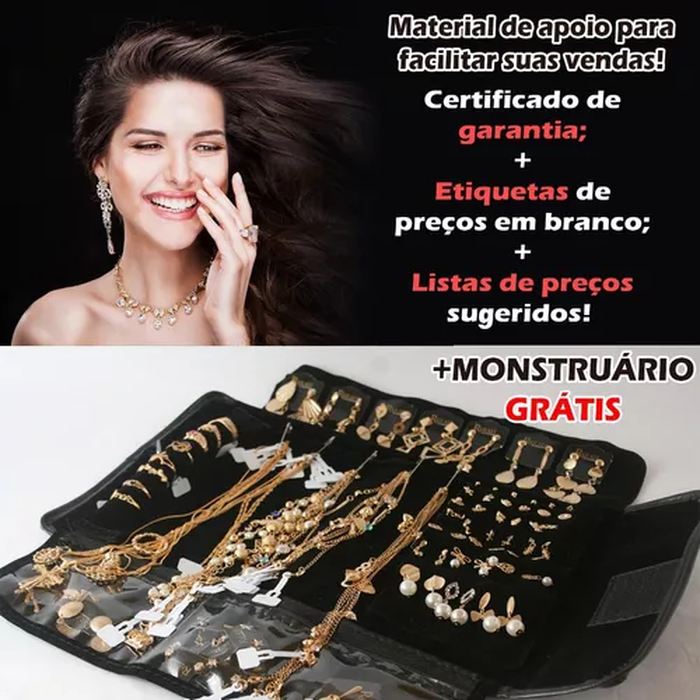 Material de apoio para
facilitar suas vendas!
Certificado de
garantia;
+
Etiquetas de
preços em branco;
+
Listas de preços
sugeridos!
+MONSTRUÁRIO
GRÁTIS